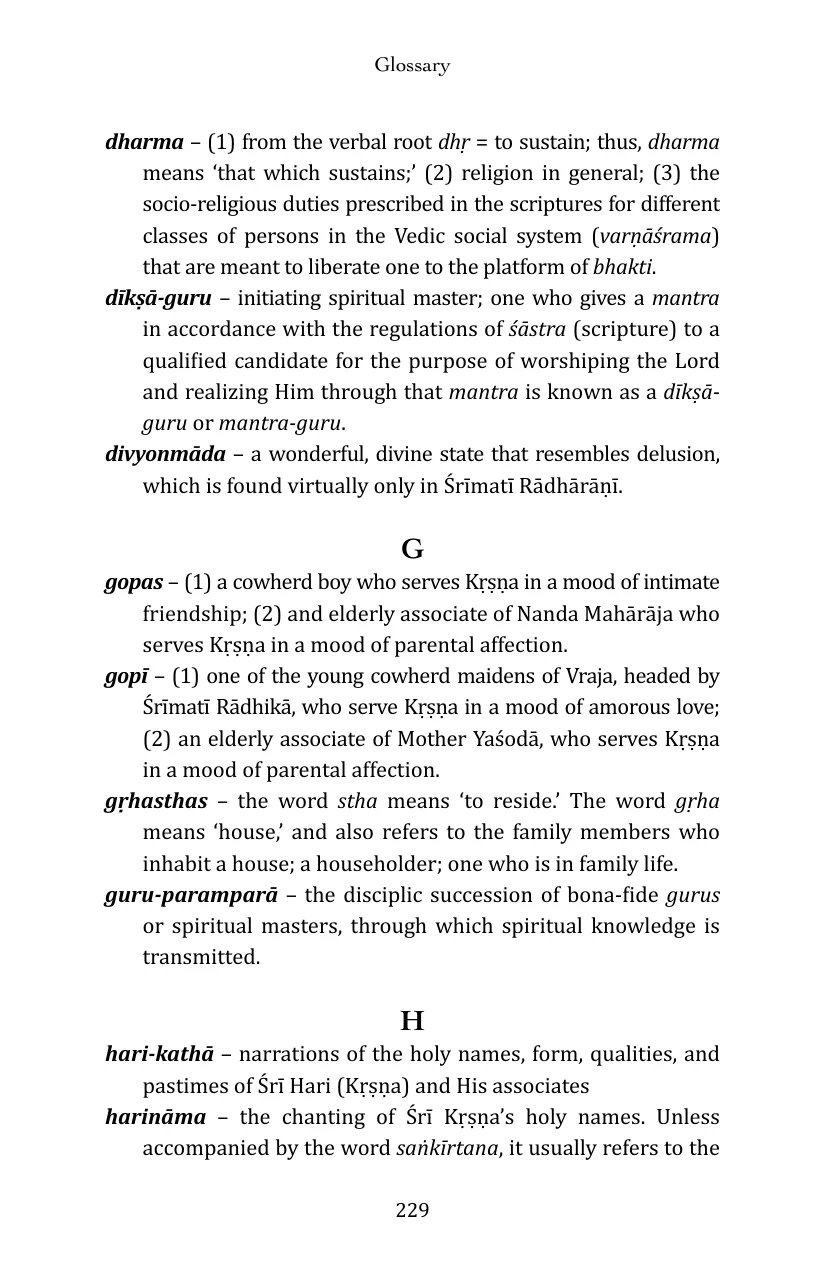 Glossary
dharma – (1) from the verbal root dhṛ = to sustain; thus, dharma
means ‘that which sustains;’ (2) religion in general; (3) the
socio-religious duties prescribed in the scriptures for different
classes of persons in the Vedic social system (varṇāśrama)
that are meant to liberate one to the platform of bhakti.
dīkṣā-guru – initiating spiritual master; one who gives a mantra
in accordance with the regulations of śāstra (scripture) to a
qualified candidate for the purpose of worshiping the Lord
and realizing Him through that mantra is known as a dīkṣā-
guru or mantra-guru.
divyonmāda – a wonderful, divine state that resembles delusion,
which is found virtually only in Śrīmatī Rādhārāṇī.
G
gopas – (1) a cowherd boy who serves Kṛṣṇa in a mood of intimate
friendship; (2) and elderly associate of Nanda Mahārāja who
serves Kṛṣṇa in a mood of parental affection.
gopī – (1) one of the young cowherd maidens of Vraja, headed by
Śrīmatī Rādhikā, who serve Kṛṣṇa in a mood of amorous love;
(2) an elderly associate of Mother Yaśodā, who serves Kṛṣṇa
in a mood of parental affection.
gṛhasthas – the word stha means ‘to reside.’ The word gṛha
means ‘house,’ and also refers to the family members who
inhabit a house; a householder; one who is in family life.
guru-paramparā – the disciplic succession of bona-fide gurus
or spiritual masters, through which spiritual knowledge is
transmitted.
H
hari-kathā – narrations of the holy names, form, qualities, and
pastimes of Śrī Hari (Kṛṣṇa) and His associates
harināma – the chanting of Śrī Kṛṣṇa’s holy names. Unless
accompanied by the word saṅkīrtana, it usually refers to the
229